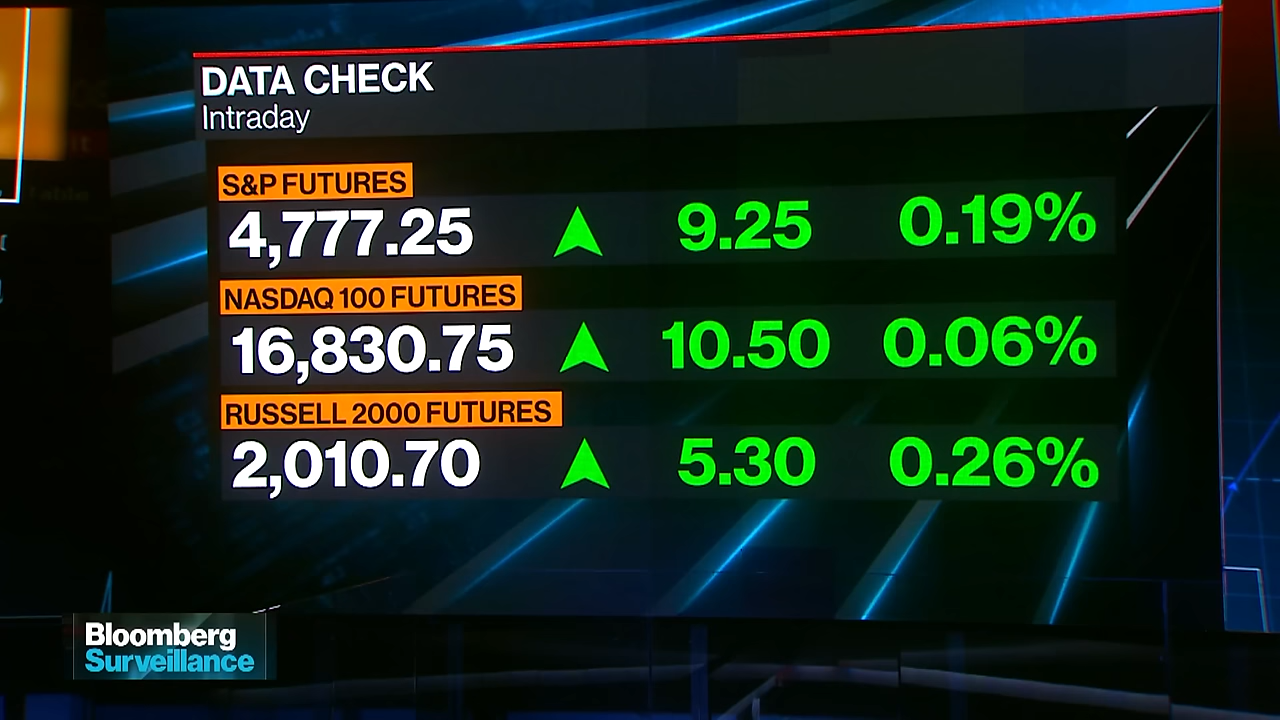 DATA CHECK
Intraday
S&P FUTURES
4,777.25 9.25 0.19%
NASDAQ 100 FUTURES
16,830.75 10.50 0.06%
RUSSELL 2000 FUTURES
2,010.70 5.30 0.26%
Bloomberg
Surveillance